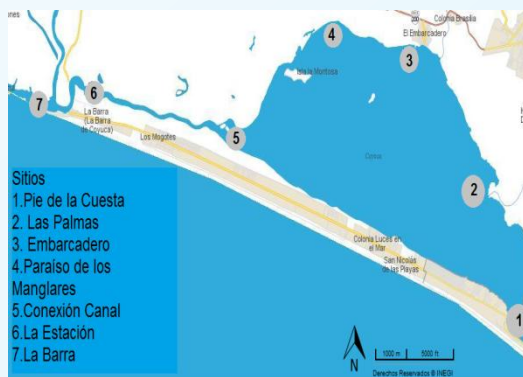 Colonia Brasilia
El Embarcadero
4
3
Isla la Montosa
6
7
La Barra
(La Barra
de Coyuca)
Los Mogotes
5
2
Sitios
1.Pie de la Cuesta
2. Las Palmas
3. Embarcadero
4.Paraíso de los
Manglares
5.Conexión Canal
6.La Estación
7.La Barra
Colonia Luces en
el Mar
San Nicolás
de las Playas
1
N
1000 m
5000 ft
Derechos Reservados © INEGI